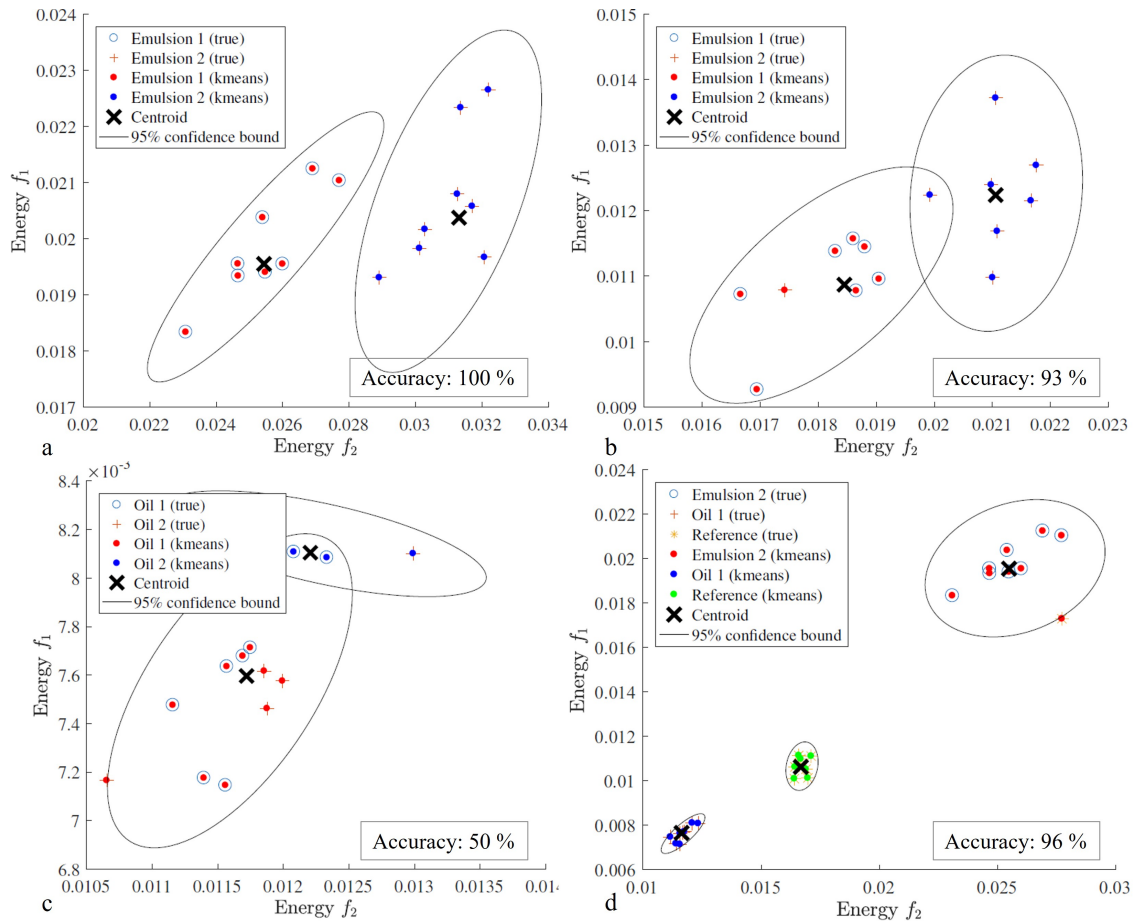 0.024
0.023
0.022
0.021
0.02
0.019
0.018
0.017
Energy f₁
Emulsion 1 (true)
Emulsion 2 (true)
Emulsion 1 (kmeans)
Emulsion 2 (kmeans)
Centroid
95% confidence bound
Accuracy: 100 %
0.02 0.022 0.024 0.026 0.028 0.03 0.032 0.034
Energy f₂
a
0.015
0.014
0.013
0.012
0.011
0.01
0.009
Energy f₁
Emulsion 1 (true)
Emulsion 2 (true)
Emulsion 1 (kmeans)
Emulsion 2 (kmeans)
Centroid
95% confidence bound
Accuracy: 93 %
0.015 0.016 0.017 0.018 0.019 0.02 0.021 0.022 0.023
Energy f₂
b
×10⁻³
8.4
8.2
8
7.8
7.6
7.4
7.2
7
6.8
Energy f₁
Oil 1 (true)
Oil 2 (true)
Oil 1 (kmeans)
Oil 2 (kmeans)
Centroid
95% confidence bound
Accuracy: 50 %
0.0105 0.011 0.0115 0.012 0.0125 0.013 0.0135 0.014
Energy f₂
c
0.024
0.022
0.02
0.018
0.016
0.014
0.012
0.01
0.008
0.006
Energy f₁
Emulsion 2 (true)
Oil 1 (true)
Reference (true)
Emulsion 2 (kmeans)
Oil 1 (kmeans)
Reference (kmeans)
Centroid
95% confidence bound
Accuracy: 96 %
0.01 0.015 0.02 0.025 0.03
Energy f₂
d